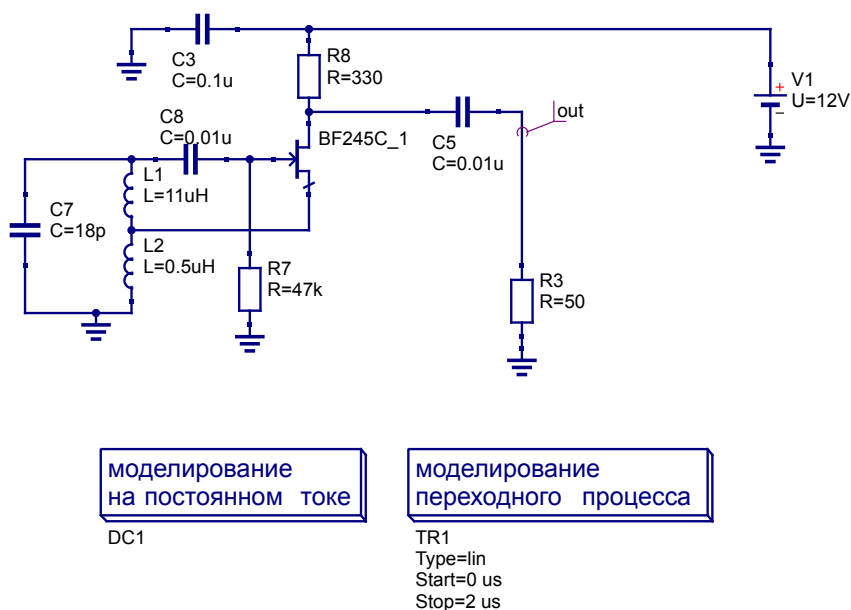 C3
C=0.1u
R8
R=330
+
V1
U=12V
−
out
C8
C=0.01u
BF245C_1
C5
C=0.01u
L1
L=11uH
C7
C=18p
L2
L=0.5uH
R7
R=47k
R3
R=50
моделирование
на постоянном токе
DC1
моделирование
переходного процесса
TR1
Type=lin
Start=0 us
Stop=2 us